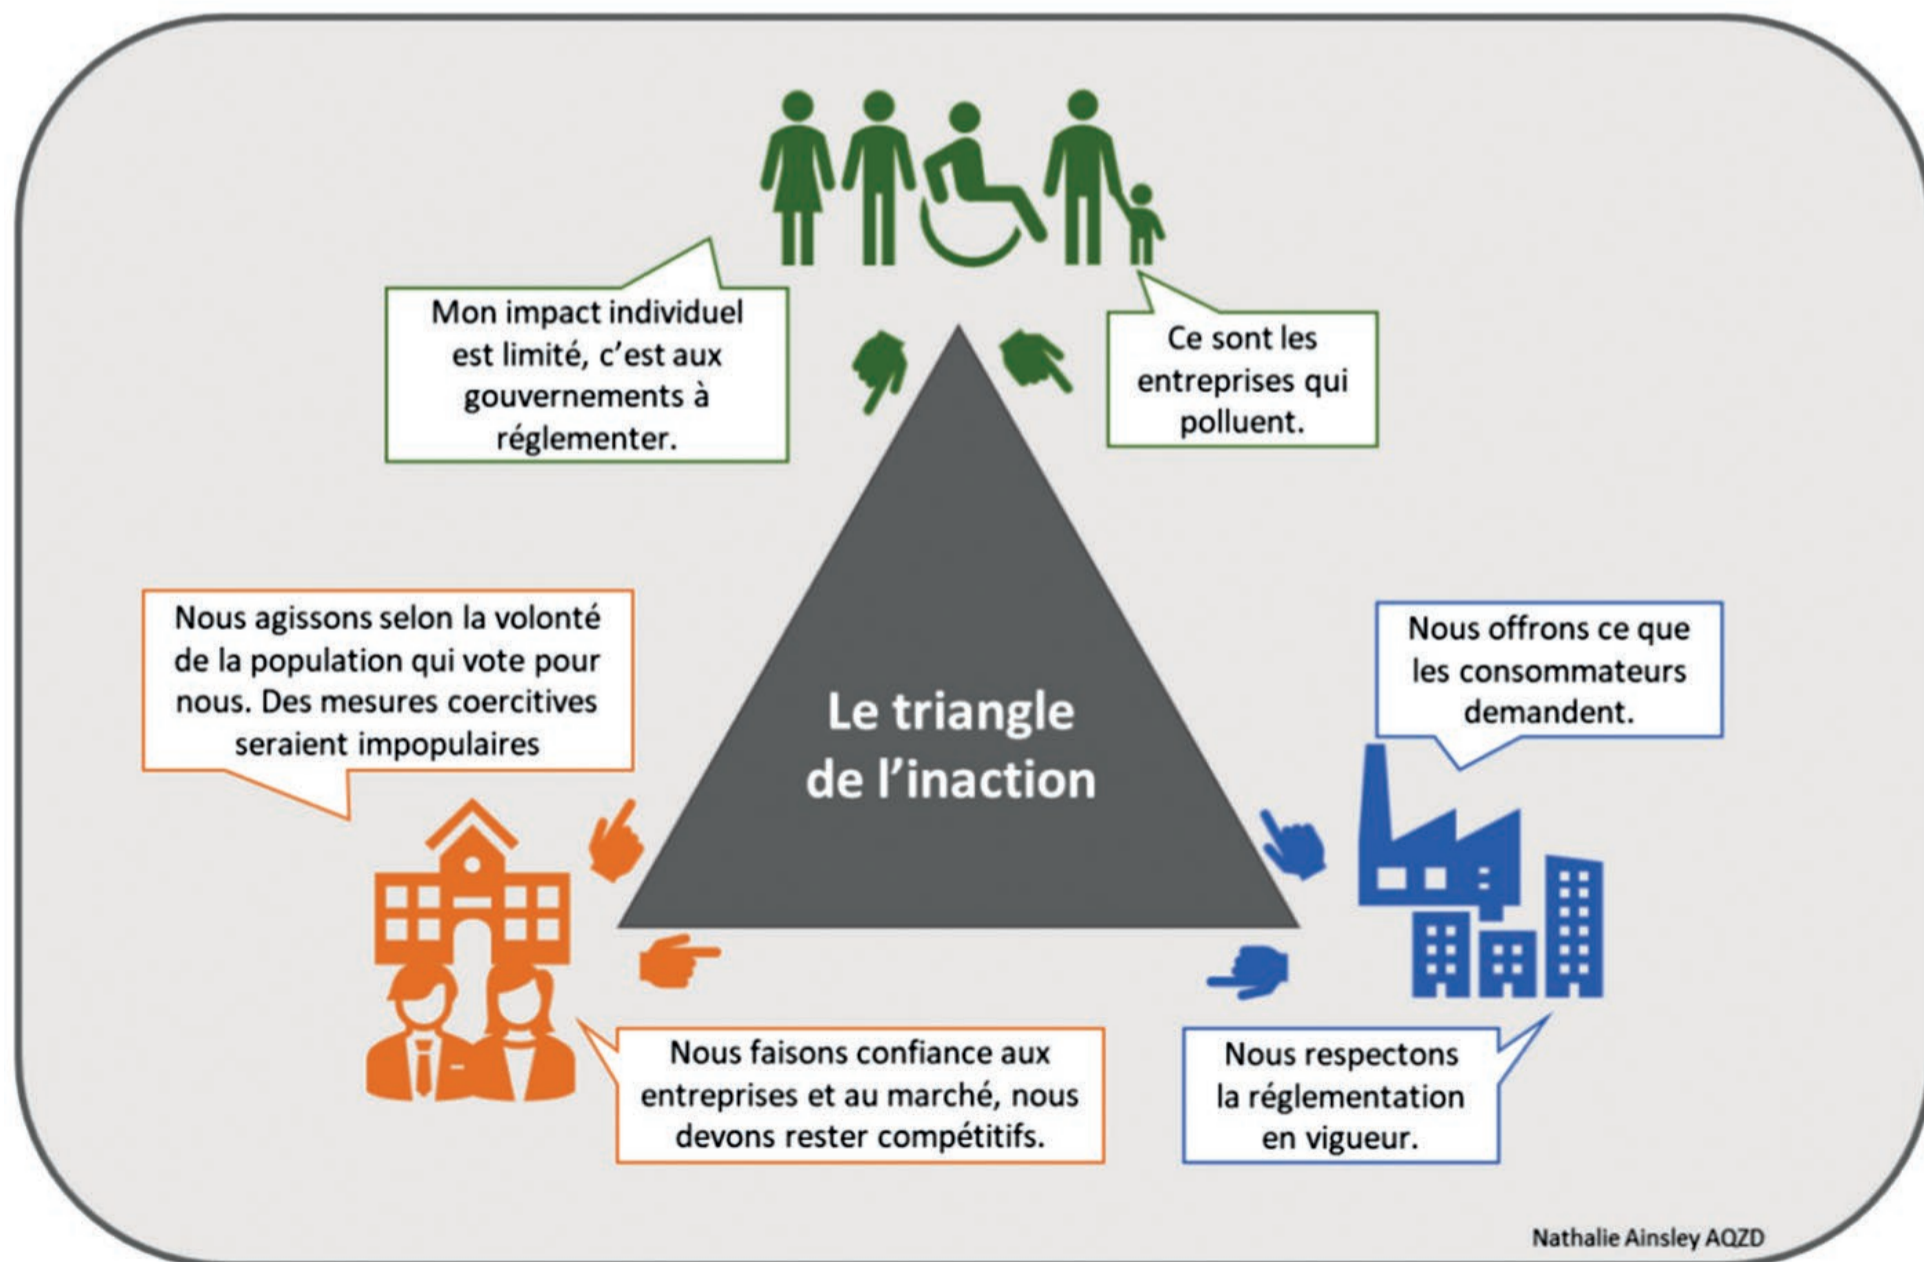 Mon impact individuel
est limité, c'est aux
gouvernements à
réglementer.
Ce sont les
entreprises qui
polluent.
Nous agissons selon la volonté
de la population qui vote pour
nous. Des mesures coercitives
seraient impopulaires
Nous offrons ce que
les consommateurs
demandent.
Le triangle
de l'inaction
Nous faisons confiance aux
entreprises et au marché, nous
devons rester compétitifs.
Nous respectons
la réglementation
en vigueur.
Nathalie Ainsley AQZD